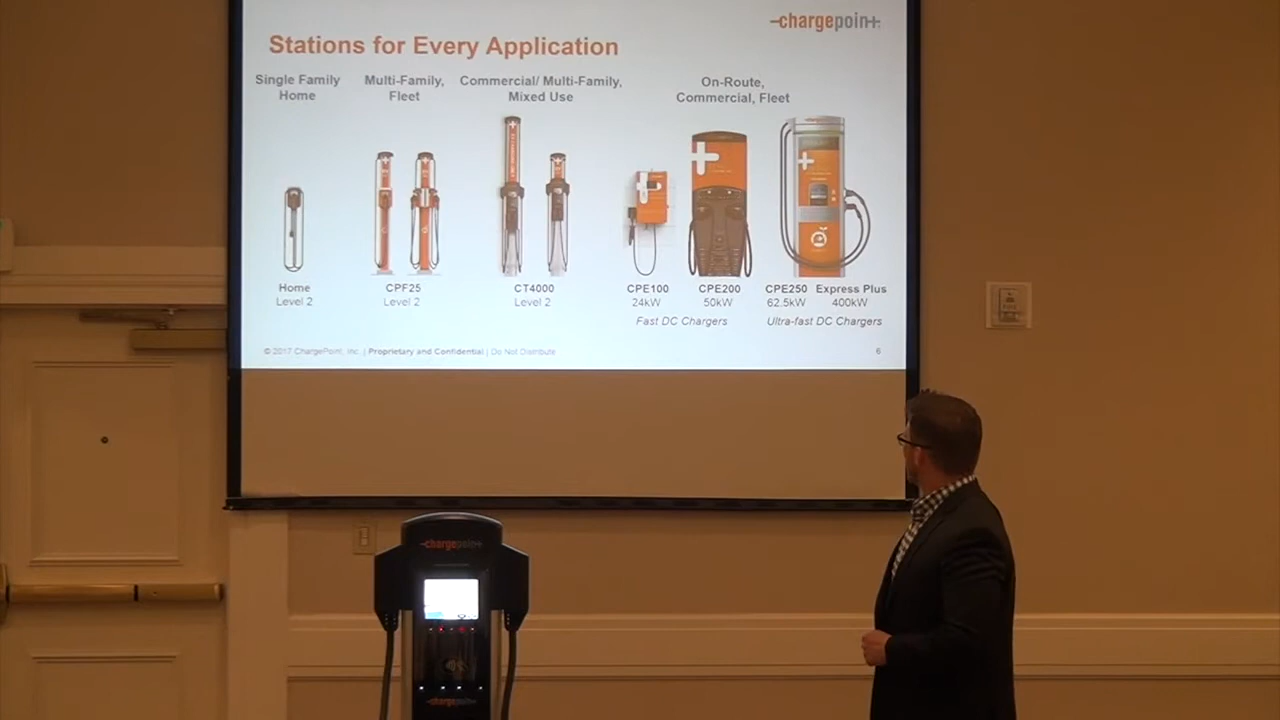 -chargepoin+
Stations for Every Application
Single Family
Home
Multi-Family,
Fleet
Commercial/ Multi-Family,
Mixed Use
On-Route,
Commercial, Fleet
Home
Level 2
CPF25
Level 2
CT4000
Level 2
CPE100
24kW
CPE200
50kW
CPE250
62.5kW
Express Plus
400kW
Fast DC Chargers
Ultra-fast DC Chargers
© 2017 ChargePoint, Inc. | Proprietary and Confidential | Do Not Distribute
6
-chargepoin+
-chargepoin+